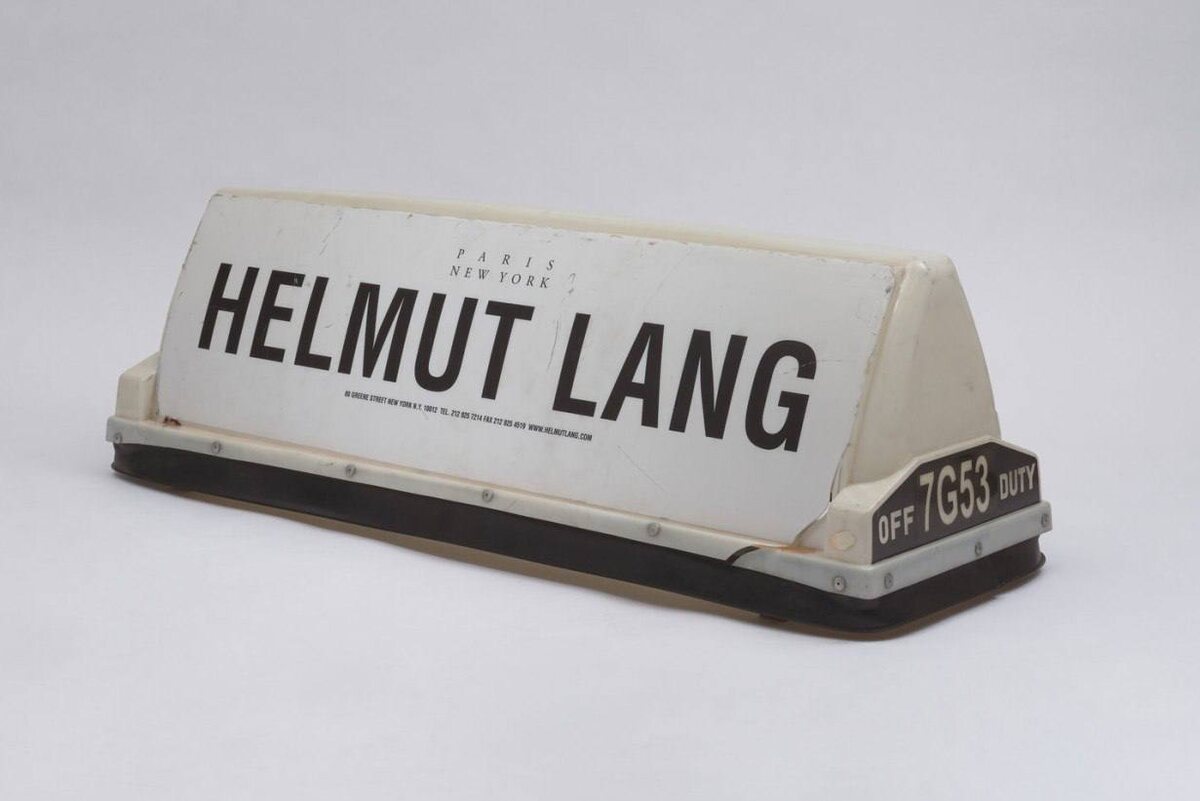 PARIS
NEW YORK
HELMUT LANG
80 GREENE STREET NEW YORK N.Y. 10012 TEL. 212 925 7214 FAX 212 925 4519 WWW.HELMUTLANG.COM
OFF 7G53 DUTY